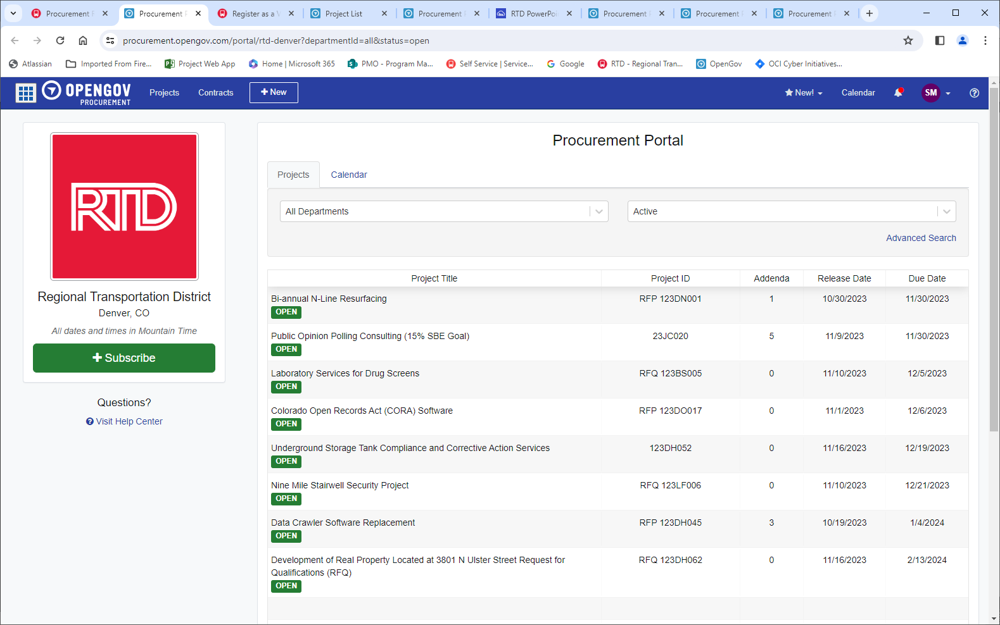 Procurement P
Procurement P
Register as a V
Project List
Procurement P
RTD PowerPoi
Procurement P
Procurement P
Procurement P
procurement.opengov.com/portal/rtd-denver?departmentId=all&status=open
Atlassian
Imported From Fire...
Project Web App
Home | Microsoft 365
PMO - Program Ma...
Self Service | Service...
Google
RTD - Regional Tran...
OpenGov
OCI Cyber Initiatives...
OPENGOV
PROCUREMENT
Projects
Contracts
+ New
New!
Calendar
SM
RTD
Regional Transportation District
Denver, CO
All dates and times in Mountain Time
+ Subscribe
Questions?
Visit Help Center
Procurement Portal
Projects
Calendar
All Departments
Active
Advanced Search
Project Title Project ID Addenda Release Date Due Date
Bi-annual N-Line Resurfacing RFP 123DN001 1 10/30/2023 11/30/2023
OPEN
Public Opinion Polling Consulting (15% SBE Goal) 23JC020 5 11/9/2023 11/30/2023
OPEN
Laboratory Services for Drug Screens RFQ 123BS005 0 11/10/2023 12/5/2023
OPEN
Colorado Open Records Act (CORA) Software RFP 123DO017 0 11/1/2023 12/6/2023
OPEN
Underground Storage Tank Compliance and Corrective Action Services 123DH052 0 11/16/2023 12/19/2023
OPEN
Nine Mile Stairwell Security Project RFQ 123LF006 0 11/10/2023 12/21/2023
OPEN
Data Crawler Software Replacement RFP 123DH045 3 10/19/2023 1/4/2024
OPEN
Development of Real Property Located at 3801 N Ulster Street Request for RFQ 123DH062 0 11/16/2023 2/13/2024
Qualifications (RFQ)
OPEN